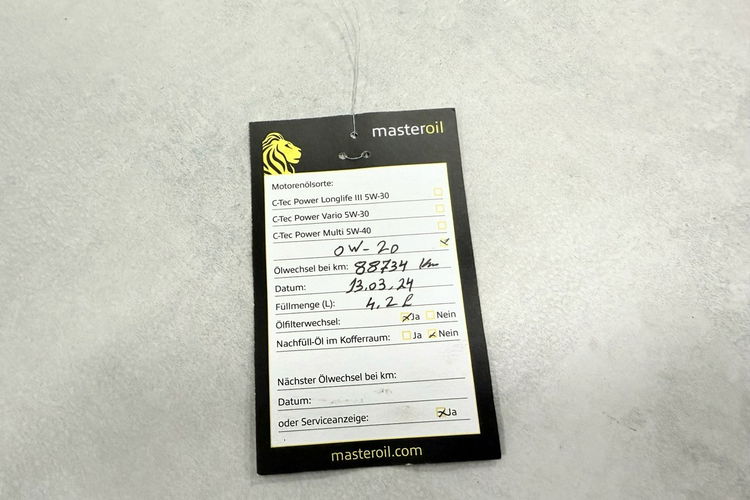 masteroil
Motorenölsorte:
C-Tec Power Longlife III 5W-30
C-Tec Power Vario 5W-30
C-Tec Power Multi 5W-40
0W-20
Ölwechsel bei km: 88734 km
Datum: 13.03.24
Füllmenge (L): 4,2 l
Ölfilterwechsel: Ja Nein
Nachfüll-Öl im Kofferraum: Ja Nein
Nächster Ölwechsel bei km:
Datum:
oder Serviceanzeige: Ja
masteroil.com